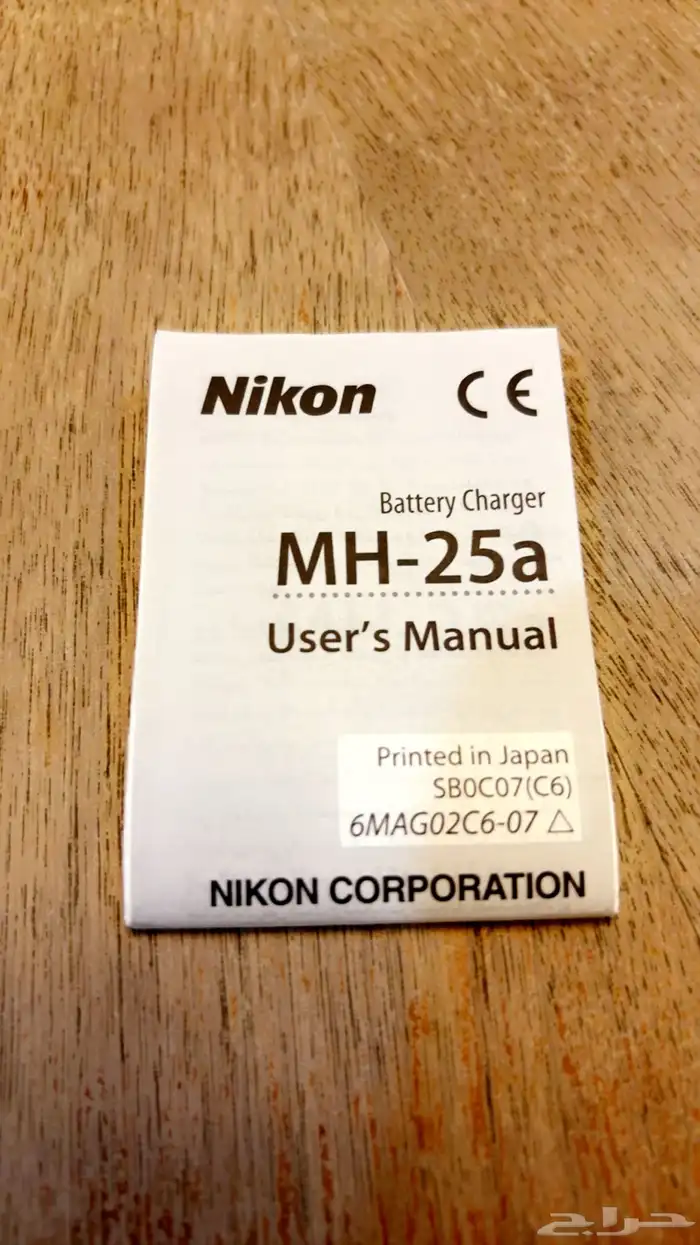 Nikon CE
Battery Charger
MH-25a
User's Manual
Printed in Japan
SB0C07(C6)
6MAG02C6-07 △
NIKON CORPORATION
حراج